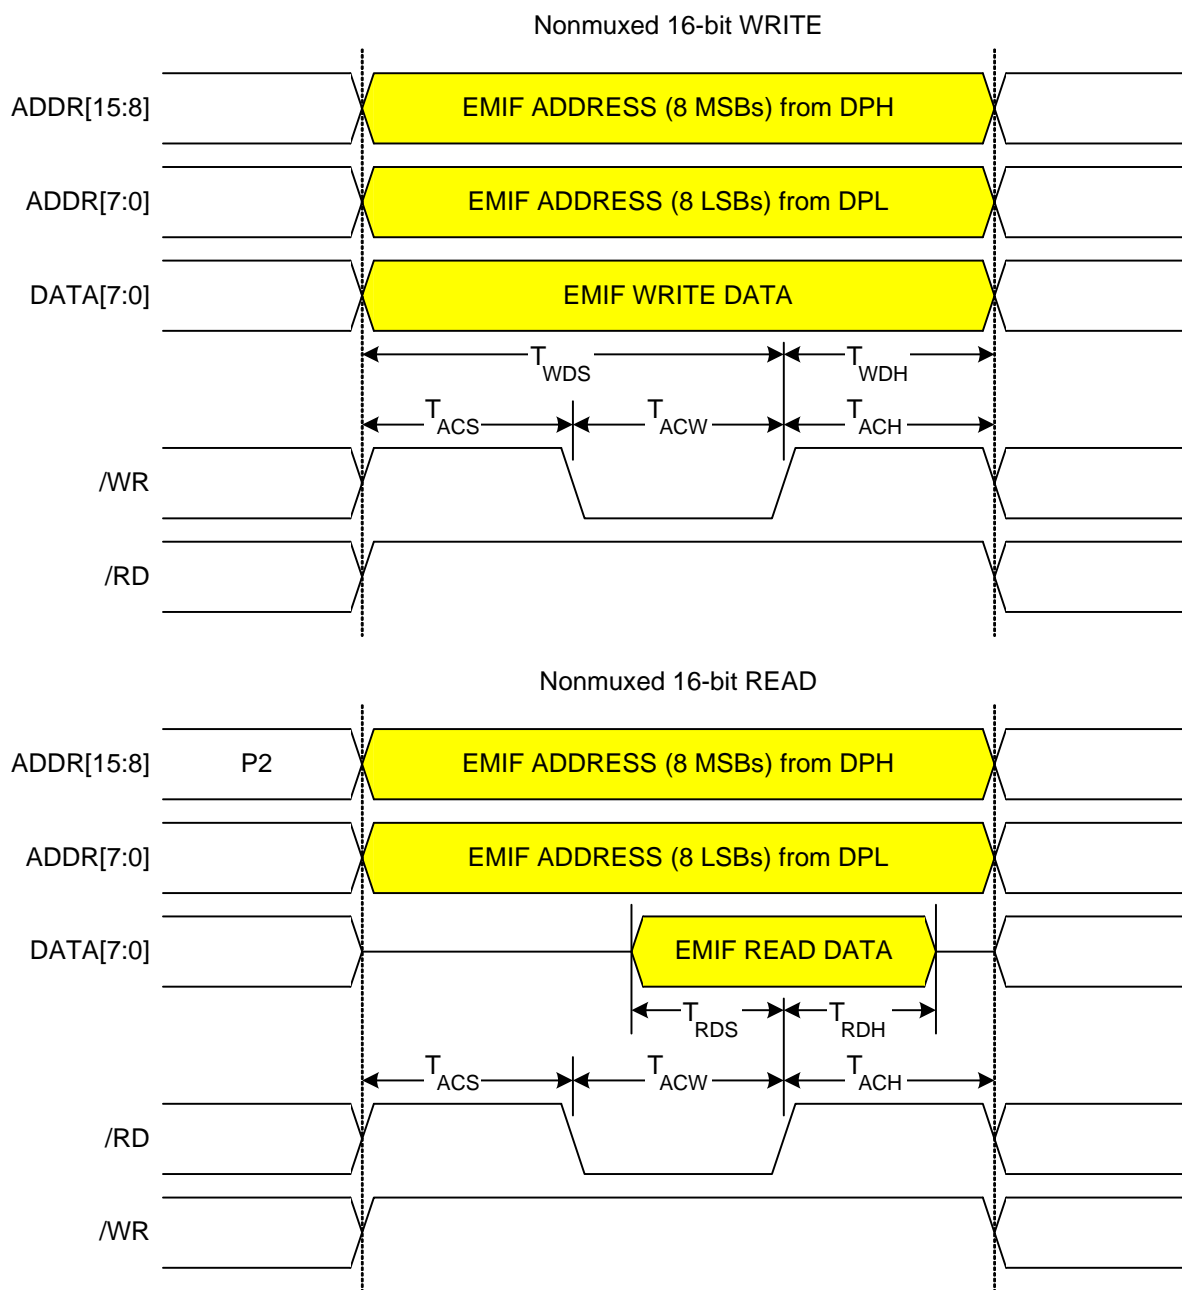 Nonmuxed 16-bit WRITE
ADDR[15:8] EMIF ADDRESS (8 MSBs) from DPH
ADDR[7:0] EMIF ADDRESS (8 LSBs) from DPL
DATA[7:0] EMIF WRITE DATA
TWDS TWDH
TACS TACW TACH
/WR
/RD
Nonmuxed 16-bit READ
ADDR[15:8] P2 EMIF ADDRESS (8 MSBs) from DPH
ADDR[7:0] EMIF ADDRESS (8 LSBs) from DPL
DATA[7:0] EMIF READ DATA
TRDS TRDH
TACS TACW TACH
/RD
/WR